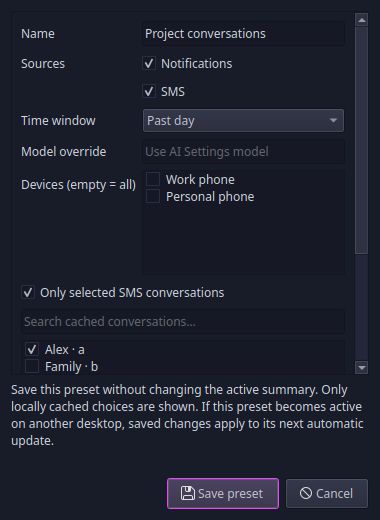 Name Project conversations
Sources Notifications
SMS
Time window Past day
Model override Use AI Settings model
Devices (empty = all) Work phone
Personal phone
Only selected SMS conversations
Search cached conversations...
Alex · a
Family · b
Save this preset without changing the active summary. Only
locally cached choices are shown. If this preset becomes active
on another desktop, saved changes apply to its next automatic
update.
Save preset Cancel